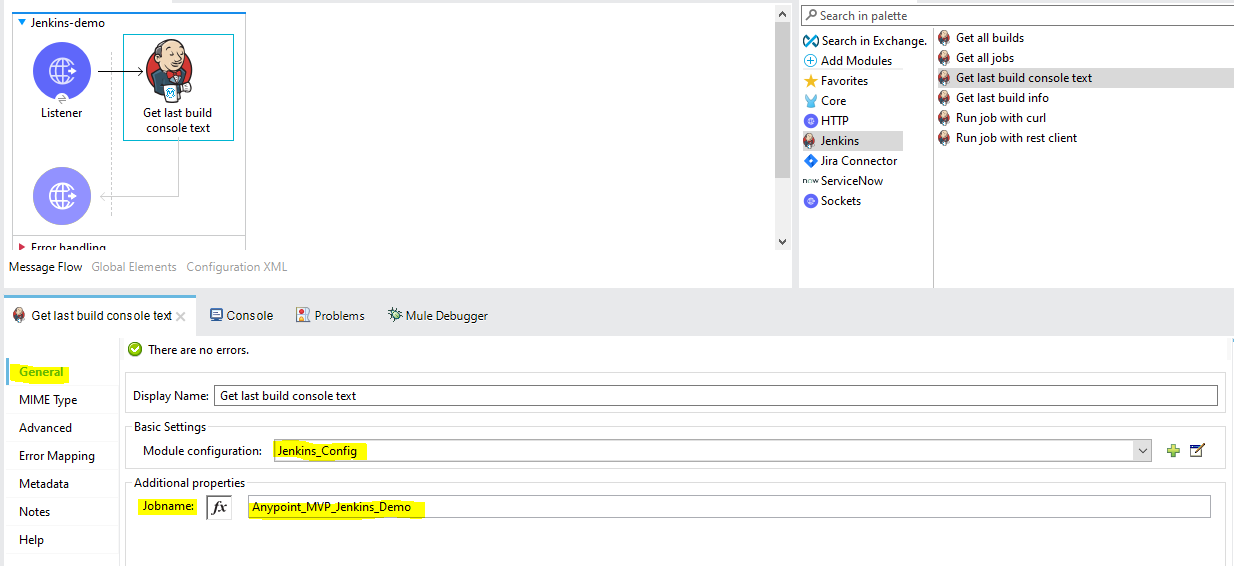 Jenkins-demo
Listener
Get last build
console text
Error handling
Message Flow
Global Elements
Configuration XML
Search in palette
Search in Exchange.
Add Modules
Favorites
Core
HTTP
Jenkins
Jira Connector
now ServiceNow
Sockets
Get all builds
Get all jobs
Get last build console text
Get last build info
Run job with curl
Run job with rest client
Get last build console text
Console
Problems
Mule Debugger
General
MIME Type
Advanced
Error Mapping
Metadata
Notes
Help
There are no errors.
Display Name: Get last build console text
Basic Settings
Module configuration: Jenkins_Config
Additional properties
Jobname: fx Anypoint_MVP_Jenkins_Demo